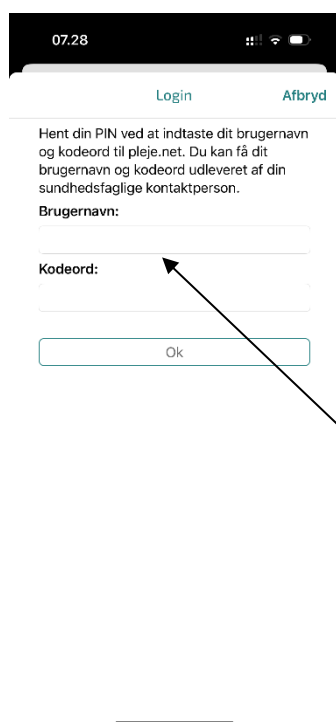 07.28
Login Afbryd
Hent din PIN ved at indtaste dit brugernavn
og kodeord til pleje.net. Du kan få dit
brugernavn og kodeord udleveret af din
sundhedsfaglige kontaktperson.
Brugernavn:
Kodeord:
Ok